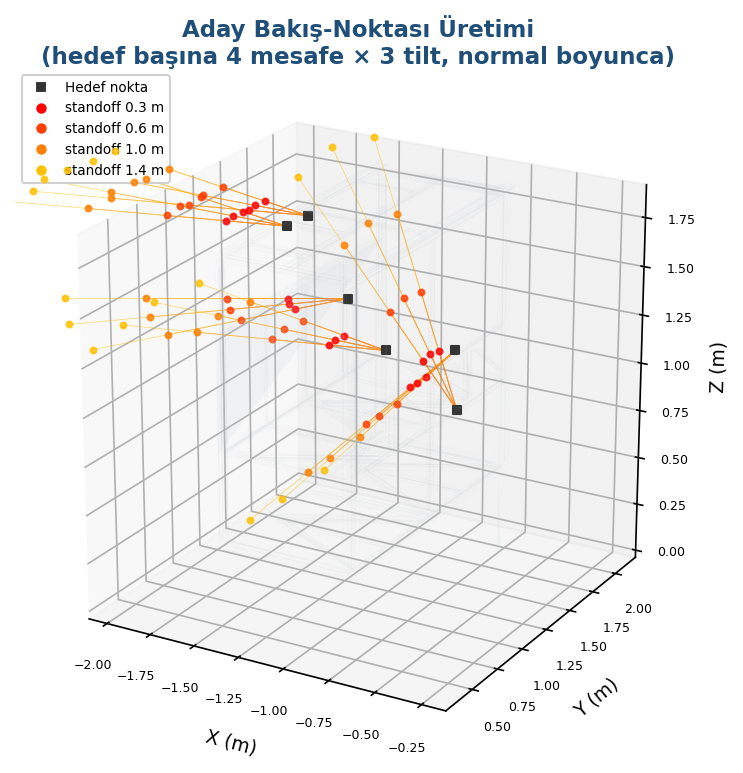 Aday Bakış-Noktası Üretimi
(hedef başına 4 mesafe × 3 tilt, normal boyunca)
Hedef nokta
standoff 0.3 m
standoff 0.6 m
standoff 1.0 m
standoff 1.4 m
1.75
1.50
1.25
1.00
0.75
0.50
0.25
0.00
Z (m)
2.00
1.75
1.50
1.25
1.00
0.75
0.50
Y (m)
−2.00
−1.75
−1.50
−1.25
−1.00
−0.75
−0.50
−0.25
X (m)